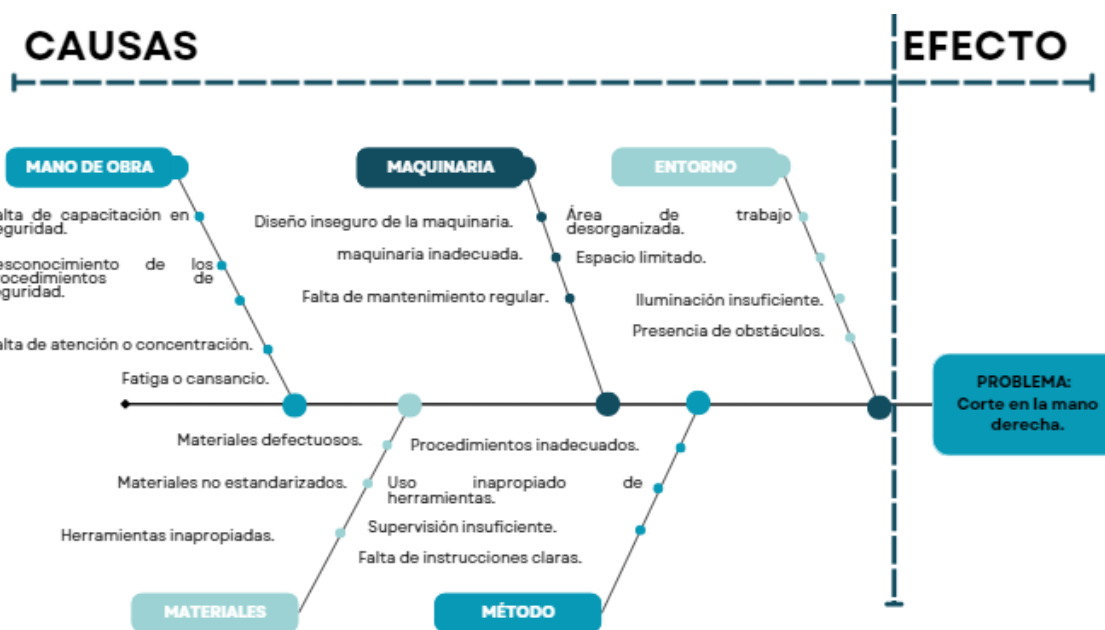 CAUSAS
EFECTO
MANO DE OBRA
alta de capacitación en
eguridad.
esconocimiento de los
rocedimientos de
eguridad.
alta de atención o concentración.
Fatiga o cansancio.
MAQUINARIA
Diseño inseguro de la maquinaria.
maquinaria inadecuada.
Falta de mantenimiento regular.
ENTORNO
Área de trabajo
desorganizada.
Espacio limitado.
Iluminación insuficiente.
Presencia de obstáculos.
PROBLEMA:
Corte en la mano
derecha.
Materiales defectuosos.
Materiales no estandarizados.
Herramientas inapropiadas.
MATERIALES
Procedimientos inadecuados.
Uso inapropiado de
herramientas.
Supervisión insuficiente.
Falta de instrucciones claras.
MÉTODO